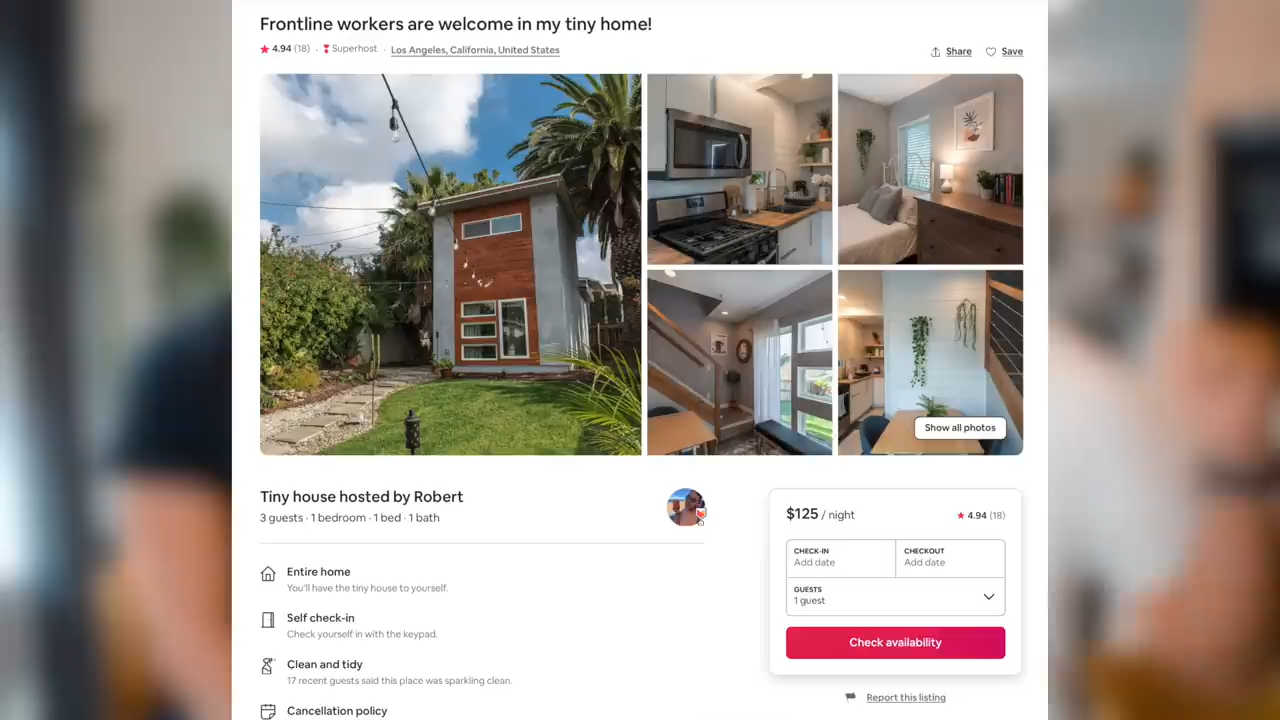 Frontline workers are welcome in my tiny home!
4.94 (18) · Superhost · Los Angeles, California, United States
Share Save
Show all photos
Tiny house hosted by Robert
3 guests · 1 bedroom · 1 bed · 1 bath
$125 / night 4.94 (18)
CHECK-IN CHECKOUT
Add date Add date
GUESTS
1 guest
Check availability
Report this listing
Entire home
You'll have the tiny house to yourself.
Self check-in
Check yourself in with the keypad.
Clean and tidy
17 recent guests said this place was sparkling clean.
Cancellation policy